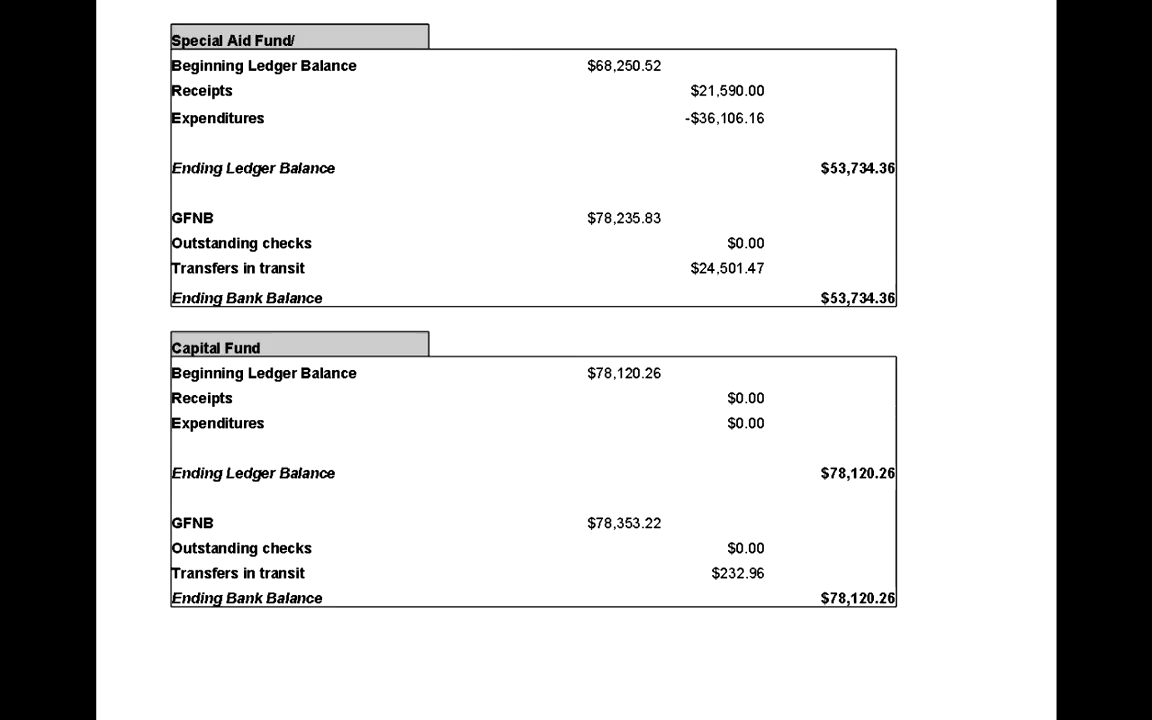 Special Aid Fund/
Beginning Ledger Balance $68,250.52
Receipts $21,590.00
Expenditures -$36,106.16
Ending Ledger Balance $53,734.36
GFNB $78,235.83
Outstanding checks $0.00
Transfers in transit $24,501.47
Ending Bank Balance $53,734.36
Capital Fund
Beginning Ledger Balance $78,120.26
Receipts $0.00
Expenditures $0.00
Ending Ledger Balance $78,120.26
GFNB $78,353.22
Outstanding checks $0.00
Transfers in transit $232.96
Ending Bank Balance $78,120.26